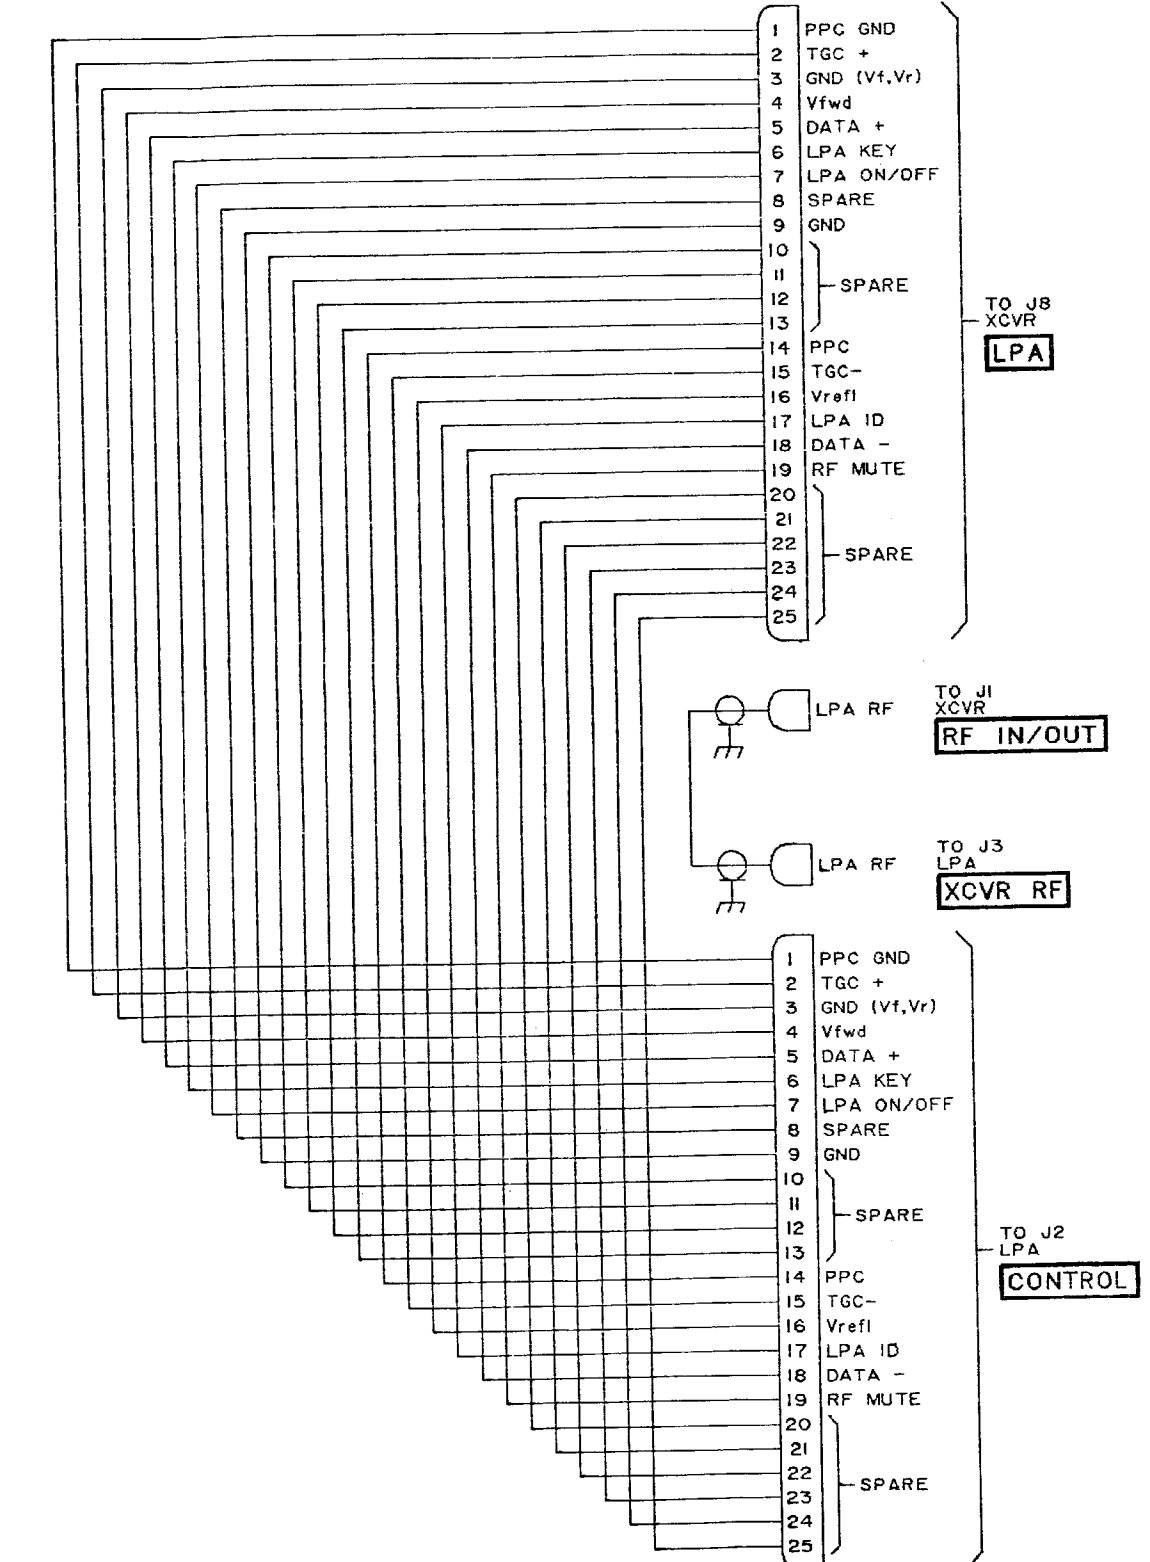 1 PPC GND
2 TGC +
3 GND (Vf,Vr)
4 Vfwd
5 DATA +
6 LPA KEY
7 LPA ON/OFF
8 SPARE
9 GND
10
11
SPARE
12
13
14 PPC
15 TGC-
16 Vrefl
17 LPA ID
18 DATA -
19 RF MUTE
20
21
22
SPARE
23
24
25
TO J8
XCVR
LPA
LPA RF
TO J1
XCVR
RF IN/OUT
LPA RF
TO J3
LPA
XCVR RF
1 PPC GND
2 TGC +
3 GND (Vf,Vr)
4 Vfwd
5 DATA +
6 LPA KEY
7 LPA ON/OFF
8 SPARE
9 GND
10
11
SPARE
12
13
14 PPC
15 TGC-
16 Vrefl
17 LPA ID
18 DATA -
19 RF MUTE
20
21
22
SPARE
23
24
25
TO J2
LPA
CONTROL